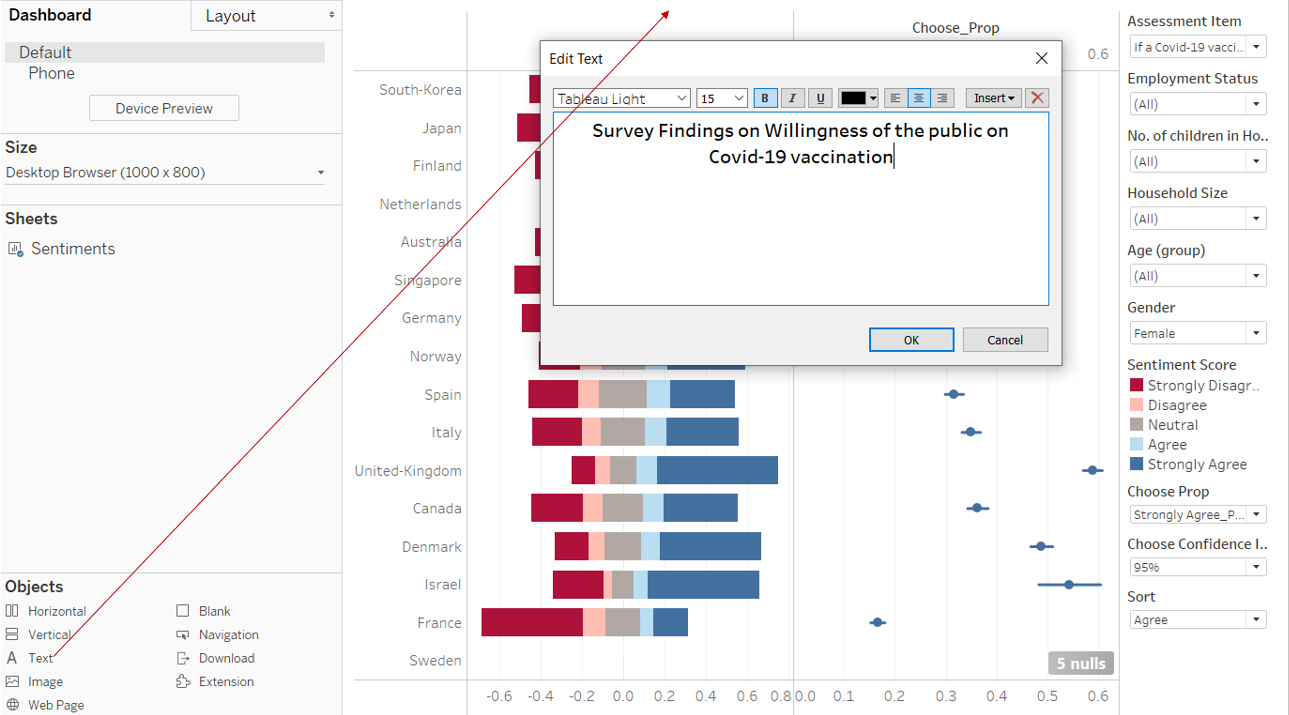 Dashboard
Layout
Default
Phone
Device Preview
Size
Desktop Browser (1000 x 800)
Sheets
Sentiments
Objects
Horizontal
Blank
Vertical
Navigation
Text
Download
Image
Extension
Web Page
Choose_Prop
0.6
South-Korea
Japan
Finland
Netherlands
Australia
Singapore
Germany
Norway
Spain
Italy
United-Kingdom
Canada
Denmark
Israel
France
Sweden
-0.6 -0.4 -0.2 0.0 0.2 0.4 0.6 0.8
0.0 0.1 0.2 0.3 0.4 0.5 0.6
5 nulls
Edit Text
Tableau Light
15
B I U
Insert
Survey Findings on Willingness of the public on
Covid-19 vaccination
OK
Cancel
Assessment Item
If a Covid-19 vacci...
Employment Status
(All)
No. of children in Ho..
(All)
Household Size
(All)
Age (group)
(All)
Gender
Female
Sentiment Score
Strongly Disagr..
Disagree
Neutral
Agree
Strongly Agree
Choose Prop
Strongly Agree_P...
Choose Confidence I..
95%
Sort
Agree